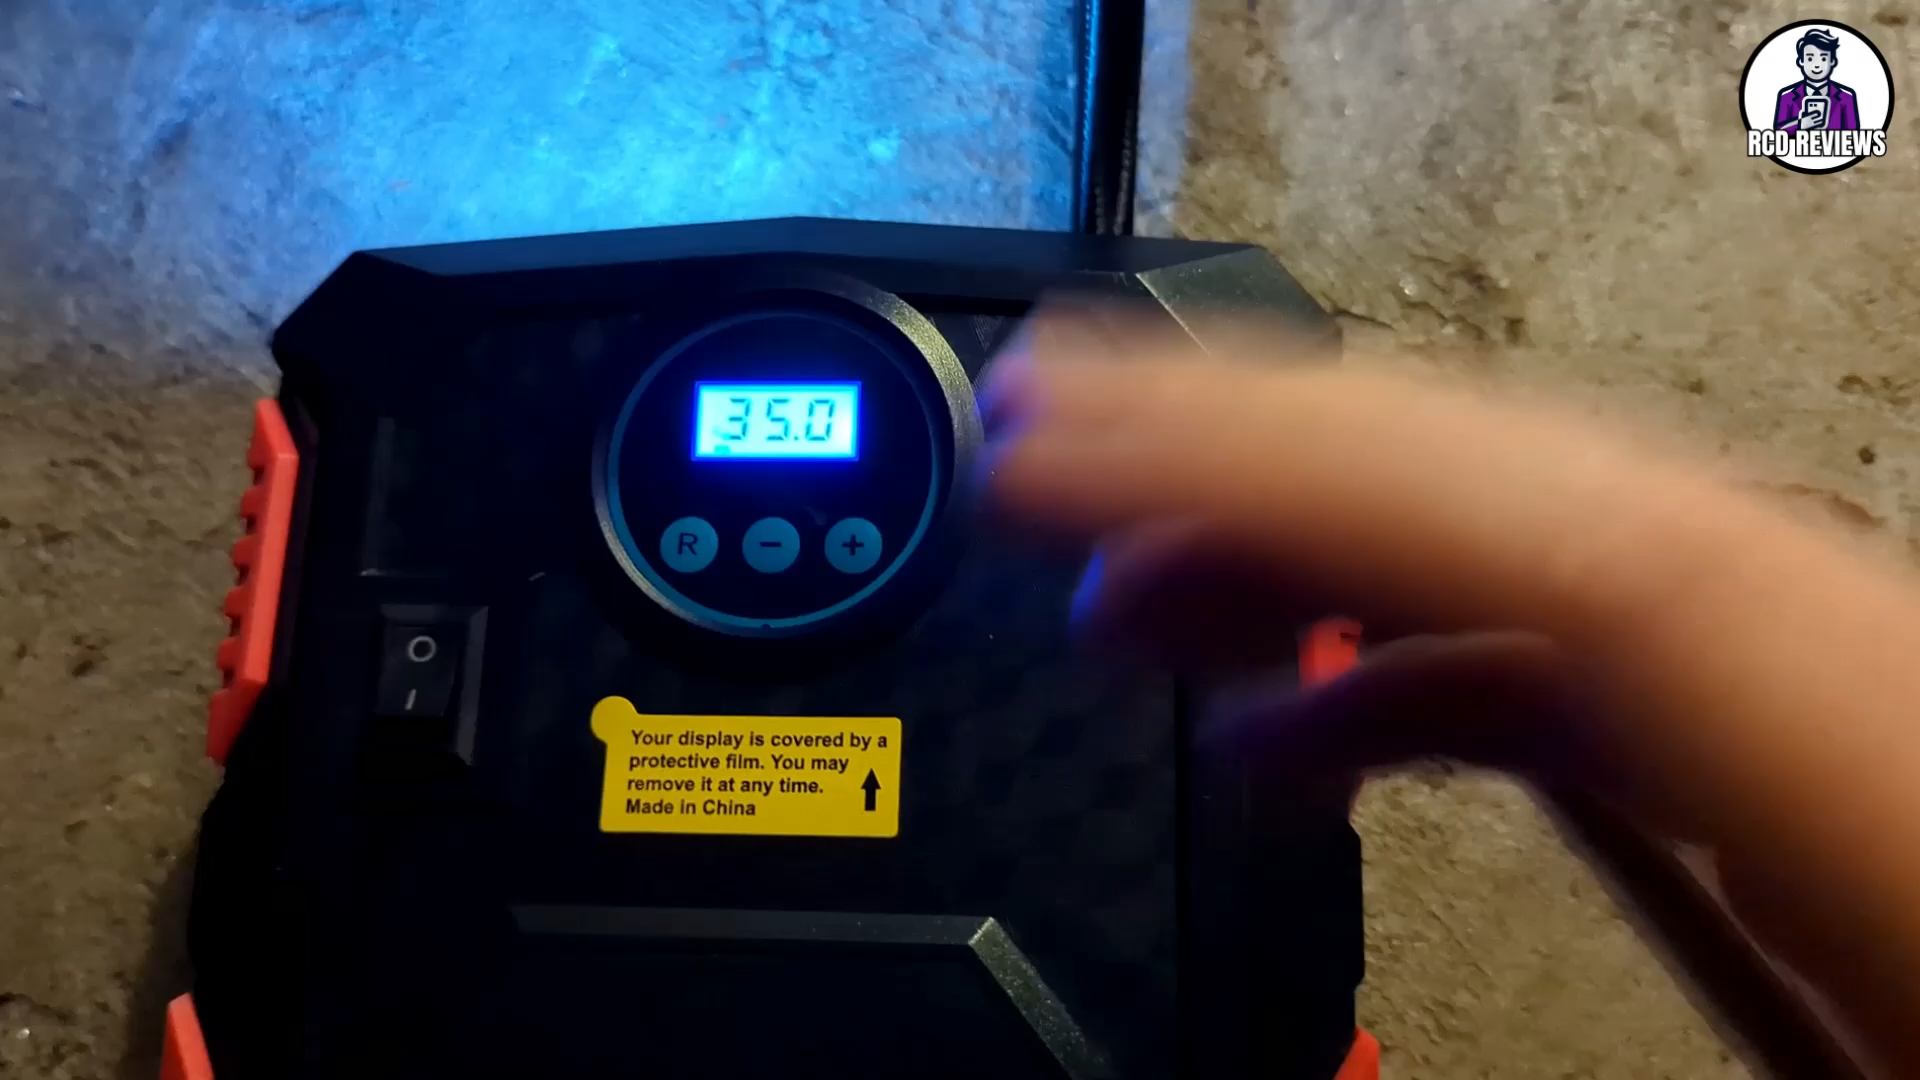 RCD REVIEWS
35.0
R - +
O
I
Your display is covered by a
protective film. You may
remove it at any time.
Made in China